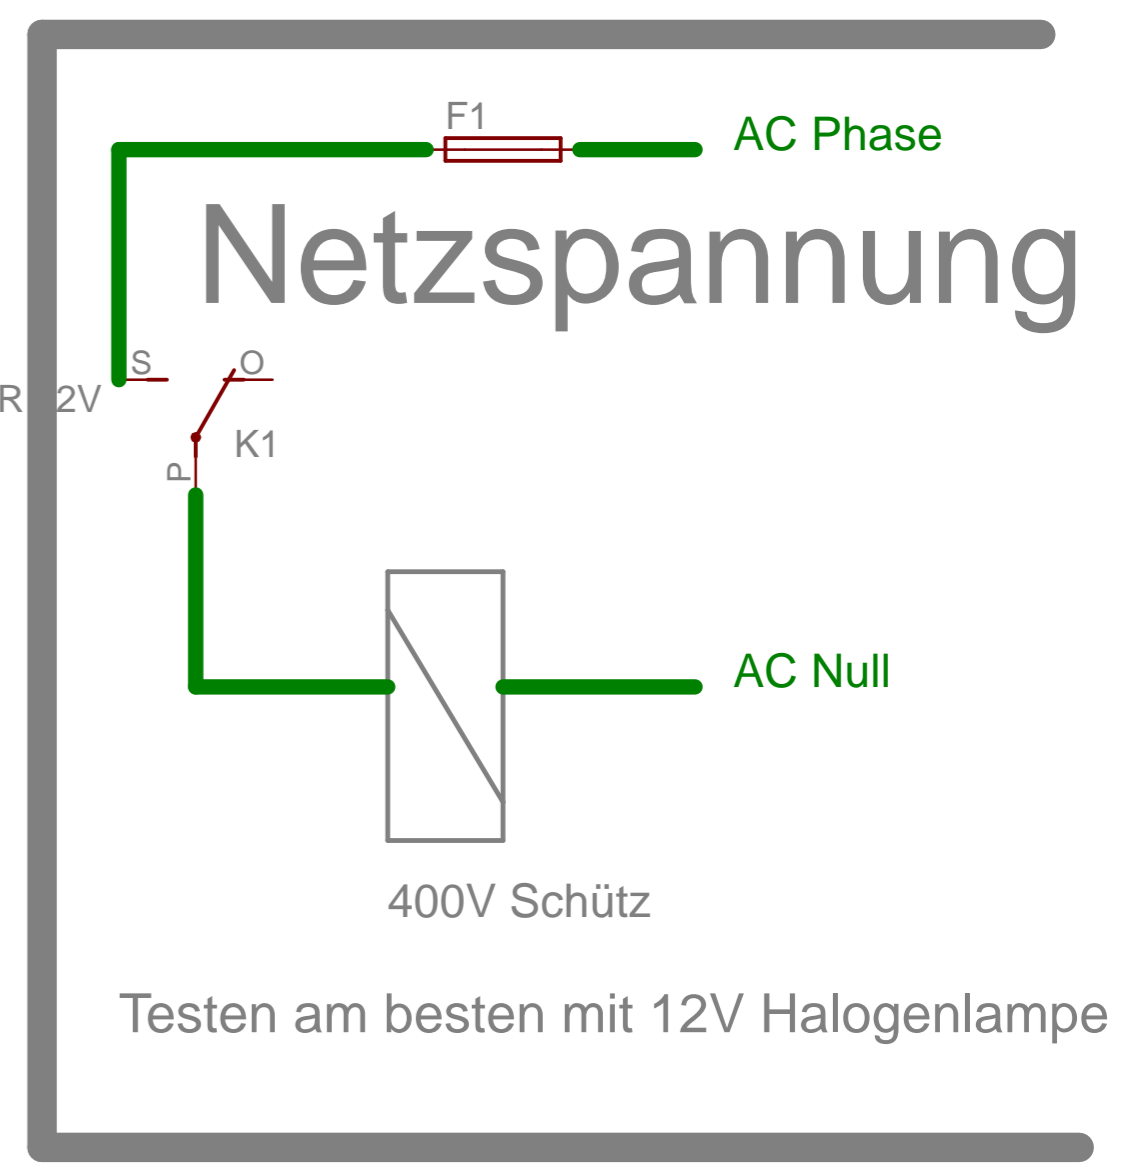 F1
AC Phase
Netzspannung
S
O
R 2V
K1
P
AC Null
400V Schütz
Testen am besten mit 12V Halogenlampe